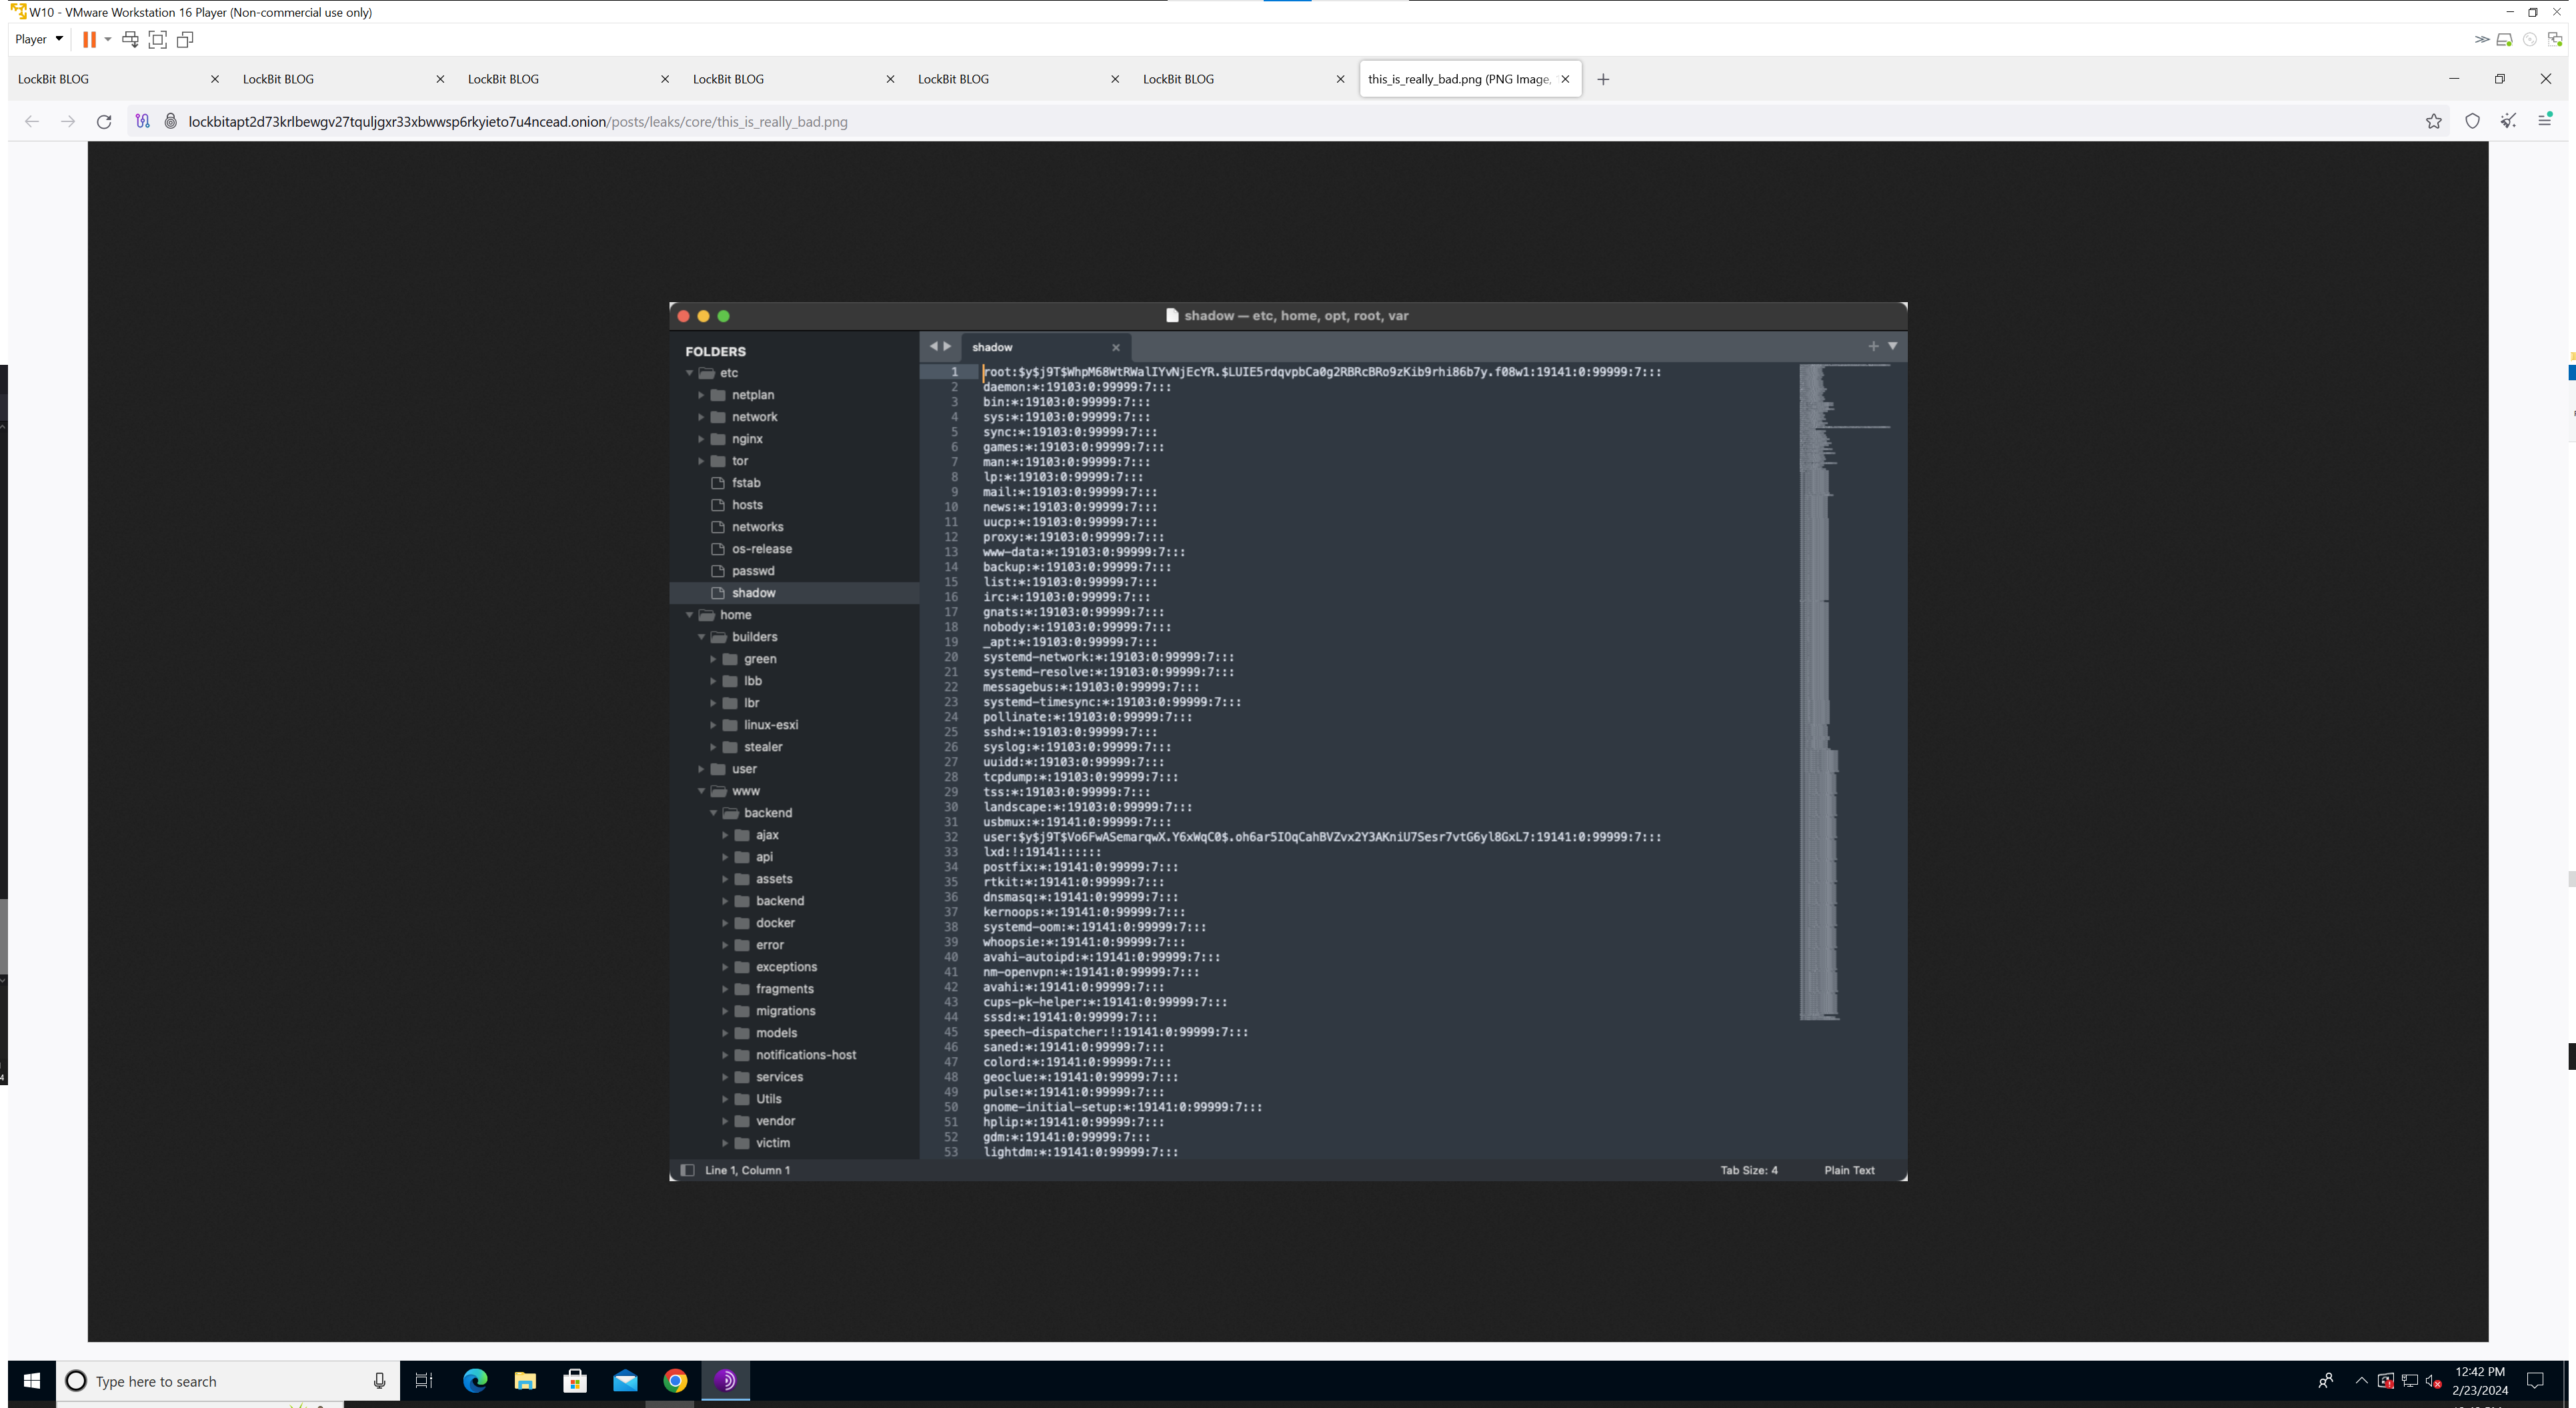 W10 - VMware Workstation 16 Player (Non-commercial use only)
Player
LockBit BLOG
LockBit BLOG
LockBit BLOG
LockBit BLOG
LockBit BLOG
LockBit BLOG
this_is_really_bad.png (PNG Image,
lockbitapt2d73krlbewgv27tquljgxr33xbwwsp6rkyieto7u4ncead.onion/posts/leaks/core/this_is_really_bad.png
shadow — etc, home, opt, root, var
FOLDERS
etc
netplan
network
nginx
tor
fstab
hosts
networks
os-release
passwd
shadow
home
builders
green
lbb
lbr
linux-esxi
stealer
user
www
backend
ajax
api
assets
backend
docker
error
exceptions
fragments
migrations
models
notifications-host
services
Utils
vendor
victim
shadow
1 root:$y$j9T$WhpM68WtRWalIYvNjEcYR.$LUIE5rdqvpbCa0g2RBRcBRo9zKib9rhi86b7y.f08w1:19141:0:99999:7:::
2 daemon:*:19103:0:99999:7:::
3 bin:*:19103:0:99999:7:::
4 sys:*:19103:0:99999:7:::
5 sync:*:19103:0:99999:7:::
6 games:*:19103:0:99999:7:::
7 man:*:19103:0:99999:7:::
8 lp:*:19103:0:99999:7:::
9 mail:*:19103:0:99999:7:::
10 news:*:19103:0:99999:7:::
11 uucp:*:19103:0:99999:7:::
12 proxy:*:19103:0:99999:7:::
13 www-data:*:19103:0:99999:7:::
14 backup:*:19103:0:99999:7:::
15 list:*:19103:0:99999:7:::
16 irc:*:19103:0:99999:7:::
17 gnats:*:19103:0:99999:7:::
18 nobody:*:19103:0:99999:7:::
19 _apt:*:19103:0:99999:7:::
20 systemd-network:*:19103:0:99999:7:::
21 systemd-resolve:*:19103:0:99999:7:::
22 messagebus:*:19103:0:99999:7:::
23 systemd-timesync:*:19103:0:99999:7:::
24 pollinate:*:19103:0:99999:7:::
25 sshd:*:19103:0:99999:7:::
26 syslog:*:19103:0:99999:7:::
27 uuidd:*:19103:0:99999:7:::
28 tcpdump:*:19103:0:99999:7:::
29 tss:*:19103:0:99999:7:::
30 landscape:*:19103:0:99999:7:::
31 usbmux:*:19141:0:99999:7:::
32 user:$y$j9T$Vo6FwASemarqwX.Y6xWqC0$.oh6ar5IOqCahBVZvx2Y3AKniU7Sesr7vtG6yl8GxL7:19141:0:99999:7:::
33 lxd:!:19141::::::
34 postfix:*:19141:0:99999:7:::
35 rtkit:*:19141:0:99999:7:::
36 dnsmasq:*:19141:0:99999:7:::
37 kernoops:*:19141:0:99999:7:::
38 systemd-oom:*:19141:0:99999:7:::
39 whoopsie:*:19141:0:99999:7:::
40 avahi-autoipd:*:19141:0:99999:7:::
41 nm-openvpn:*:19141:0:99999:7:::
42 avahi:*:19141:0:99999:7:::
43 cups-pk-helper:*:19141:0:99999:7:::
44 sssd:*:19141:0:99999:7:::
45 speech-dispatcher:!:19141:0:99999:7:::
46 saned:*:19141:0:99999:7:::
47 colord:*:19141:0:99999:7:::
48 geoclue:*:19141:0:99999:7:::
49 pulse:*:19141:0:99999:7:::
50 gnome-initial-setup:*:19141:0:99999:7:::
51 hplip:*:19141:0:99999:7:::
52 gdm:*:19141:0:99999:7:::
53 lightdm:*:19141:0:99999:7:::
Line 1, Column 1
Tab Size: 4
Plain Text
Type here to search
12:42 PM
2/23/2024